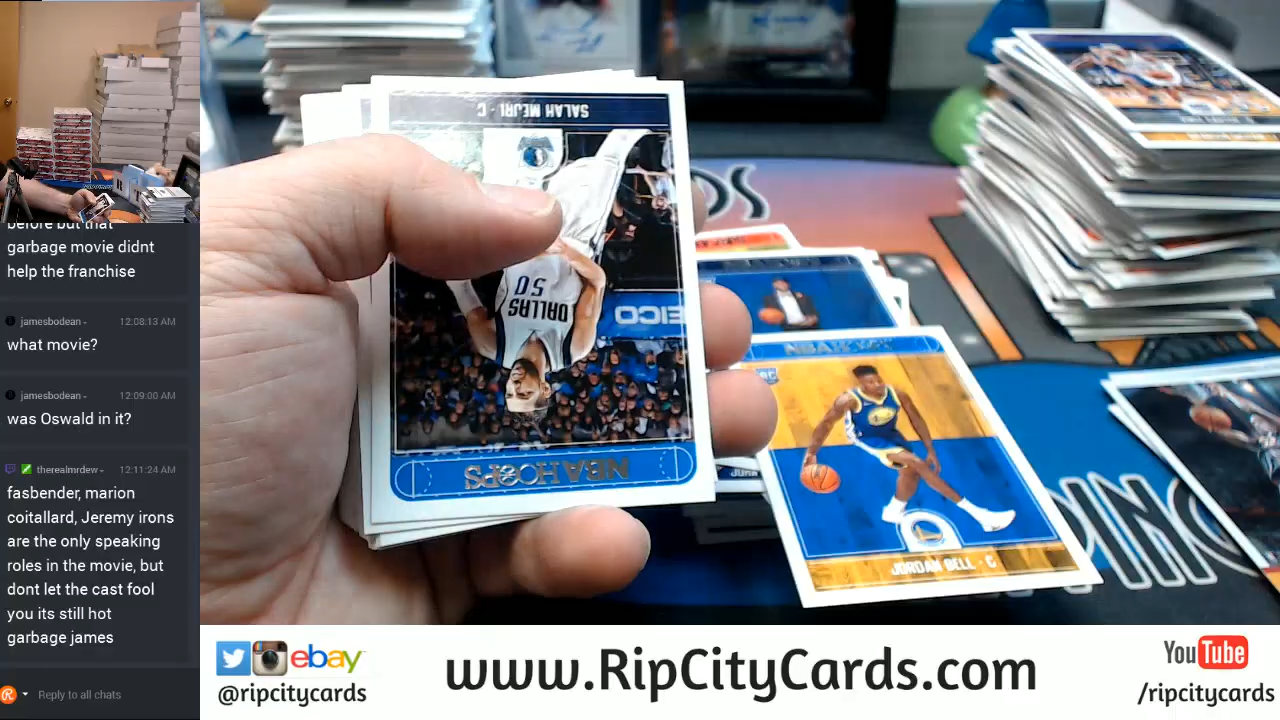 before but that
garbage movie didnt
help the franchise
jamesbodean
12:08:13 AM
what movie?
jamesbodean
12:09:00 AM
was Oswald in it?
therealmrdew
12:11:24 AM
fasbender, marion
coitallard, Jeremy irons
are the only speaking
roles in the movie, but
dont let the cast fool
you its still hot
garbage james
Reply to all chats
SALAH MEJRI - C
DALLAS
50
NBA HOOPS
RC
JORDAN BELL - C
ebay
@ripcitycards
www.RipCityCards.com
YouTube
/ripcitycards